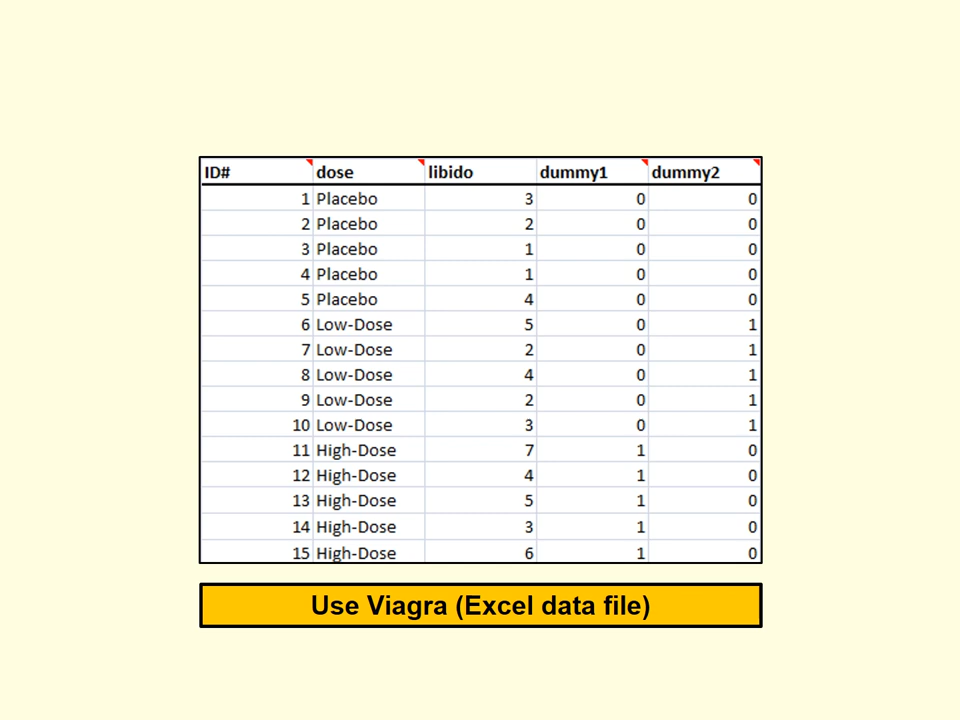 ID# dose libido dummy1 dummy2
1 Placebo 3 0 0
2 Placebo 2 0 0
3 Placebo 1 0 0
4 Placebo 1 0 0
5 Placebo 4 0 0
6 Low-Dose 5 0 1
7 Low-Dose 2 0 1
8 Low-Dose 4 0 1
9 Low-Dose 2 0 1
10 Low-Dose 3 0 1
11 High-Dose 7 1 0
12 High-Dose 4 1 0
13 High-Dose 5 1 0
14 High-Dose 3 1 0
15 High-Dose 6 1 0
Use Viagra (Excel data file)